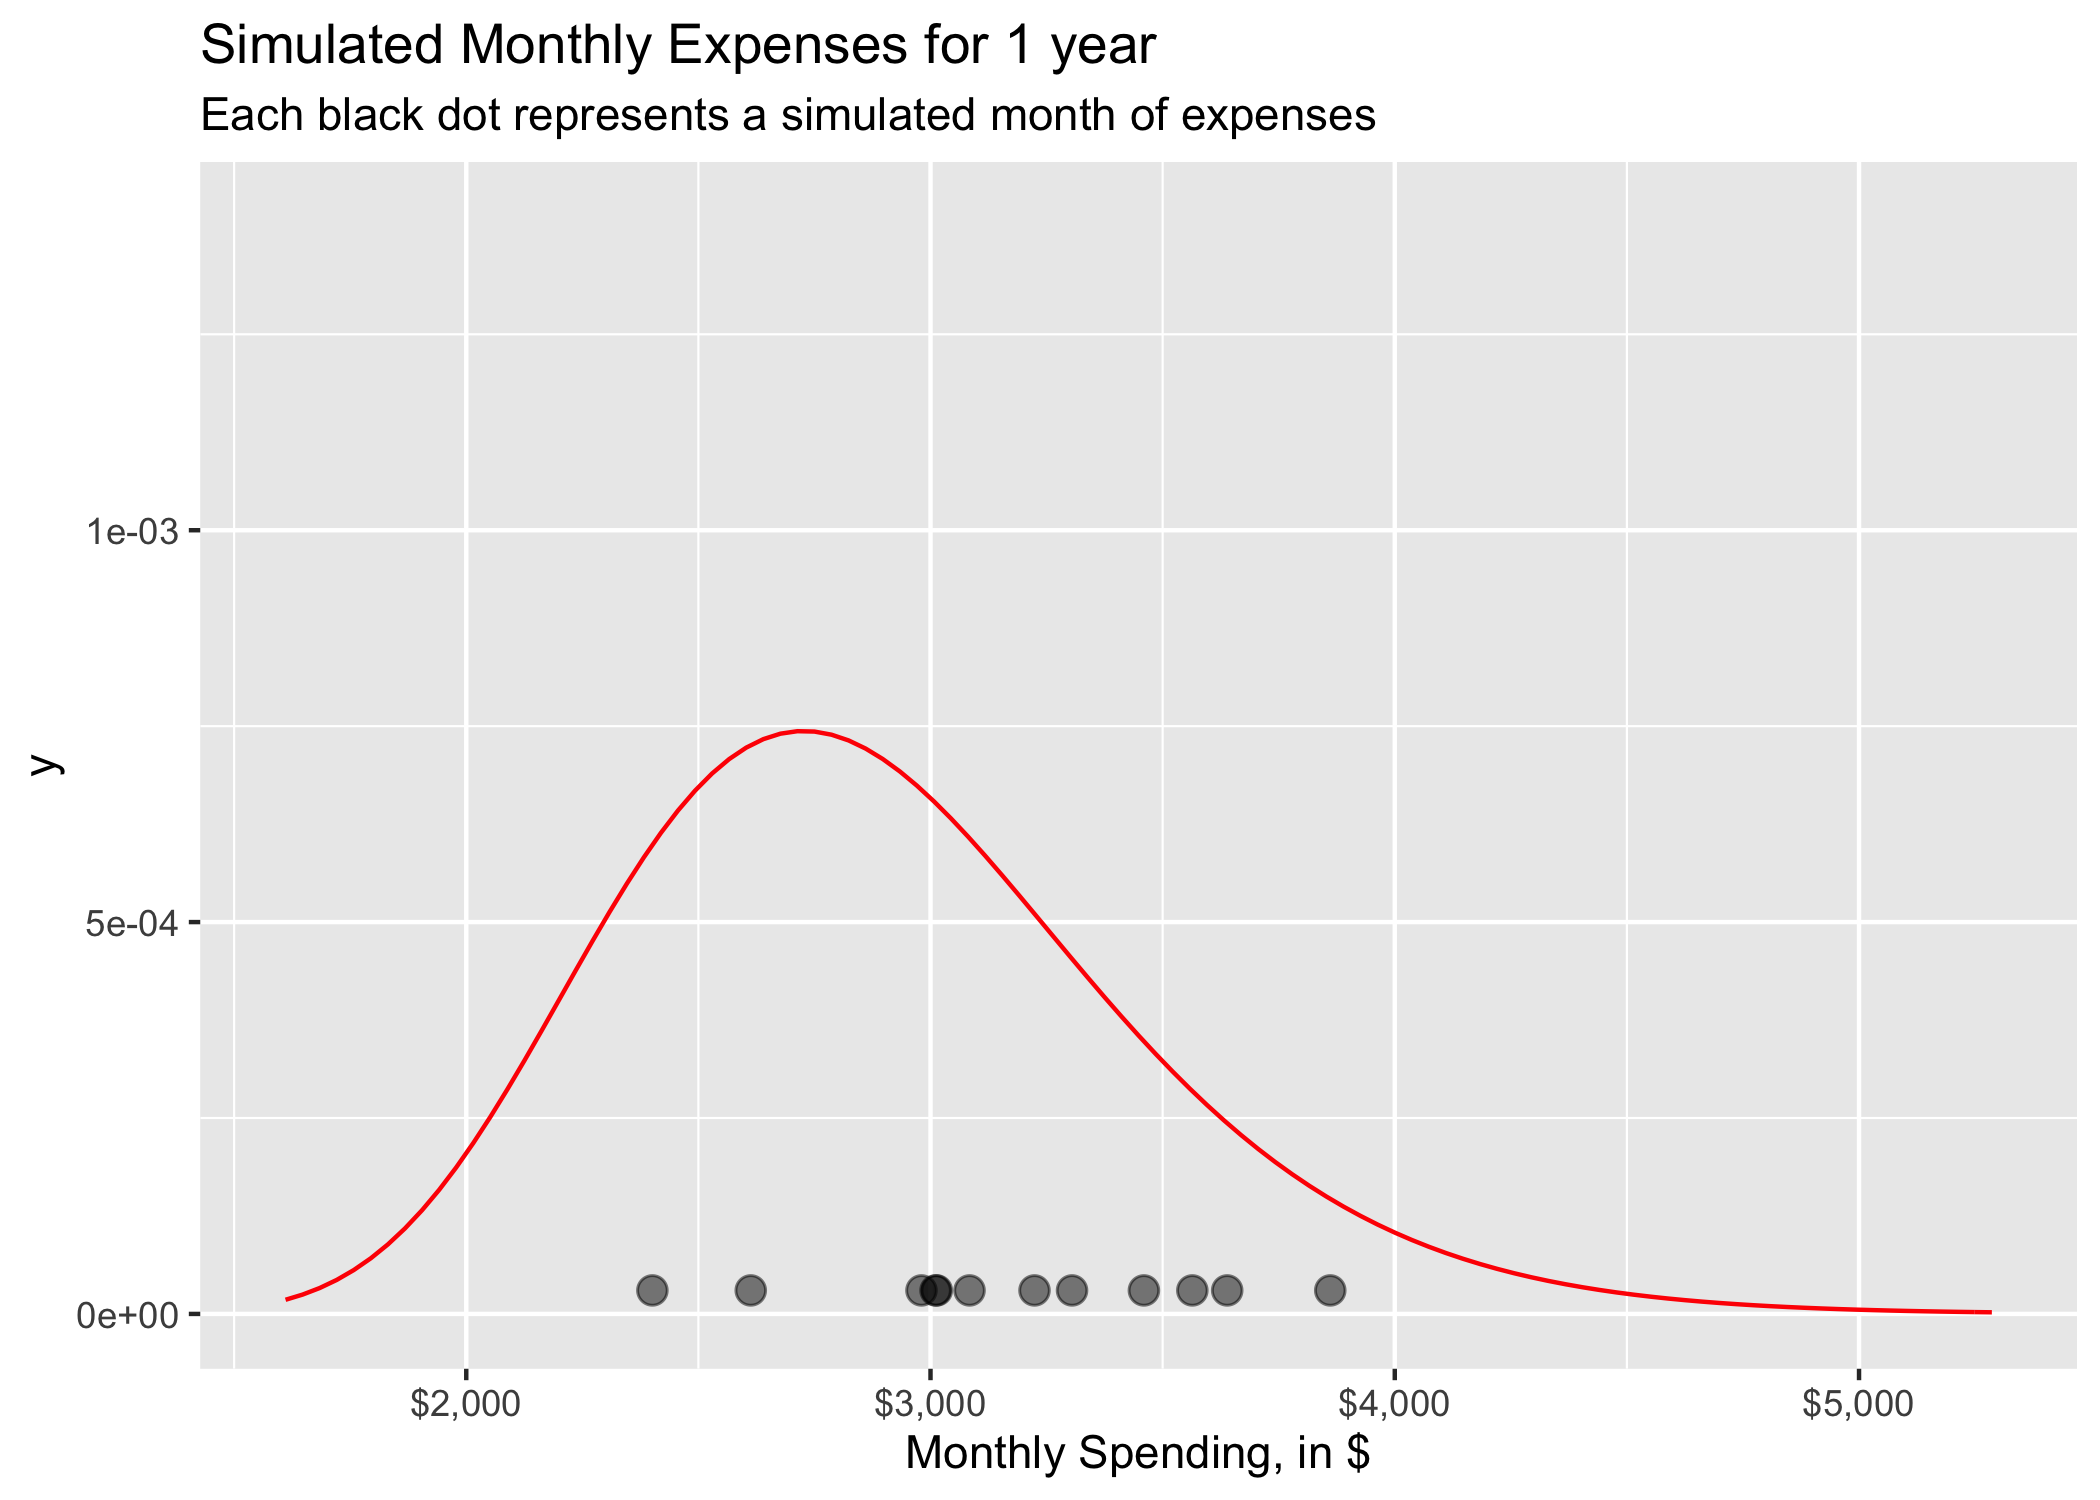 Simulated Monthly Expenses for 1 year
Each black dot represents a simulated month of expenses
1e-03
y
5e-04
0e+00
$2,000 $3,000 $4,000 $5,000
Monthly Spending, in $